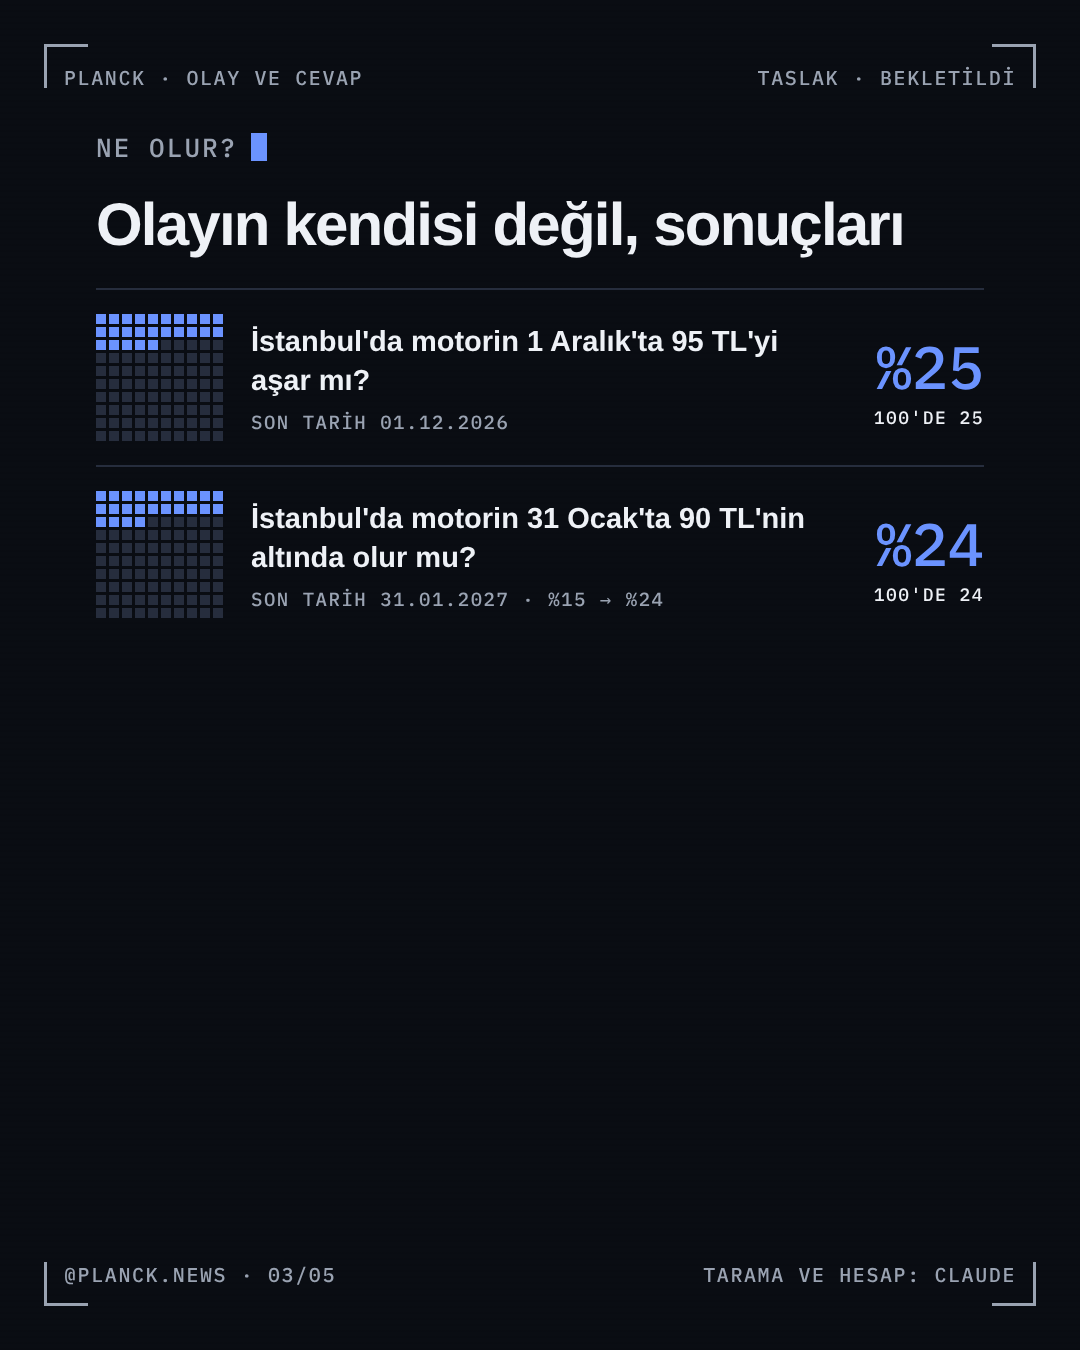 PLANCK · OLAY VE CEVAP
TASLAK · BEKLETİLDİ
NE OLUR?
Olayın kendisi değil, sonuçları
İstanbul'da motorin 1 Aralık'ta 95 TL'yi
aşar mı?
SON TARİH 01.12.2026
%25
100'DE 25
İstanbul'da motorin 31 Ocak'ta 90 TL'nin
altında olur mu?
SON TARİH 31.01.2027 · %15 → %24
%24
100'DE 24
@PLANCK.NEWS · 03/05
TARAMA VE HESAP: CLAUDE